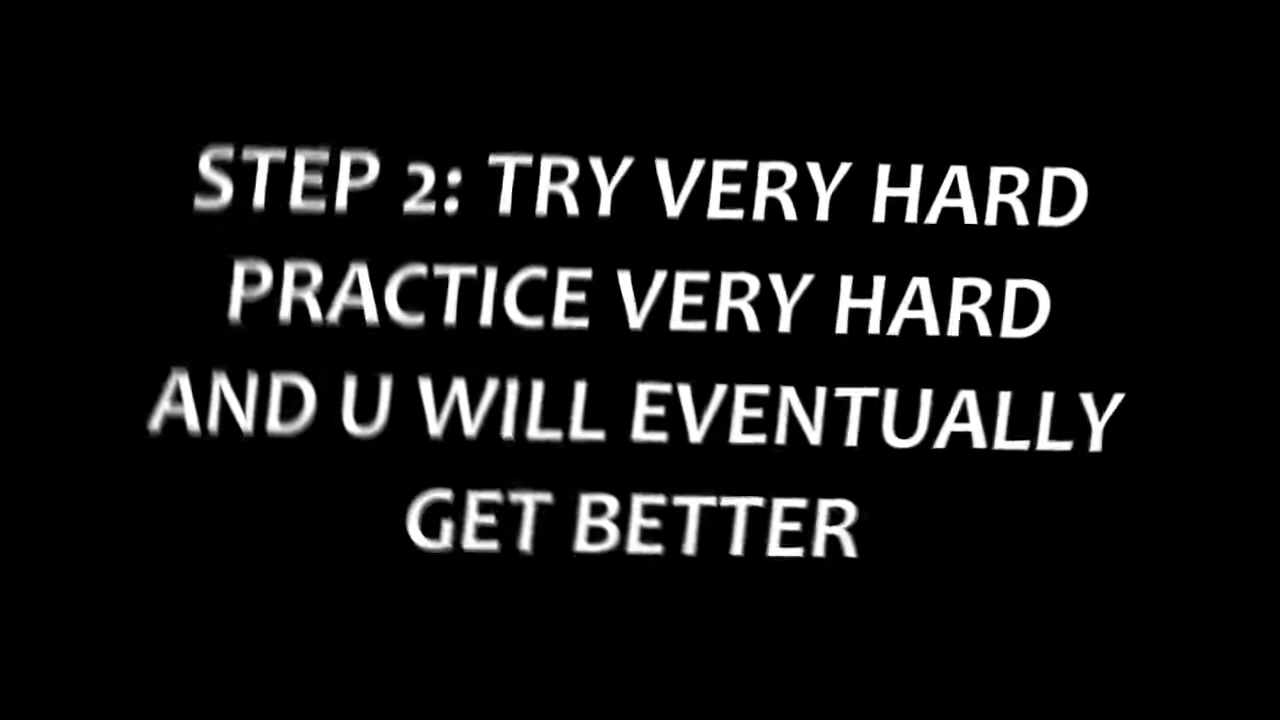 STEP 2: TRY VERY HARD
PRACTICE VERY HARD
AND U WILL EVENTUALLY
GET BETTER